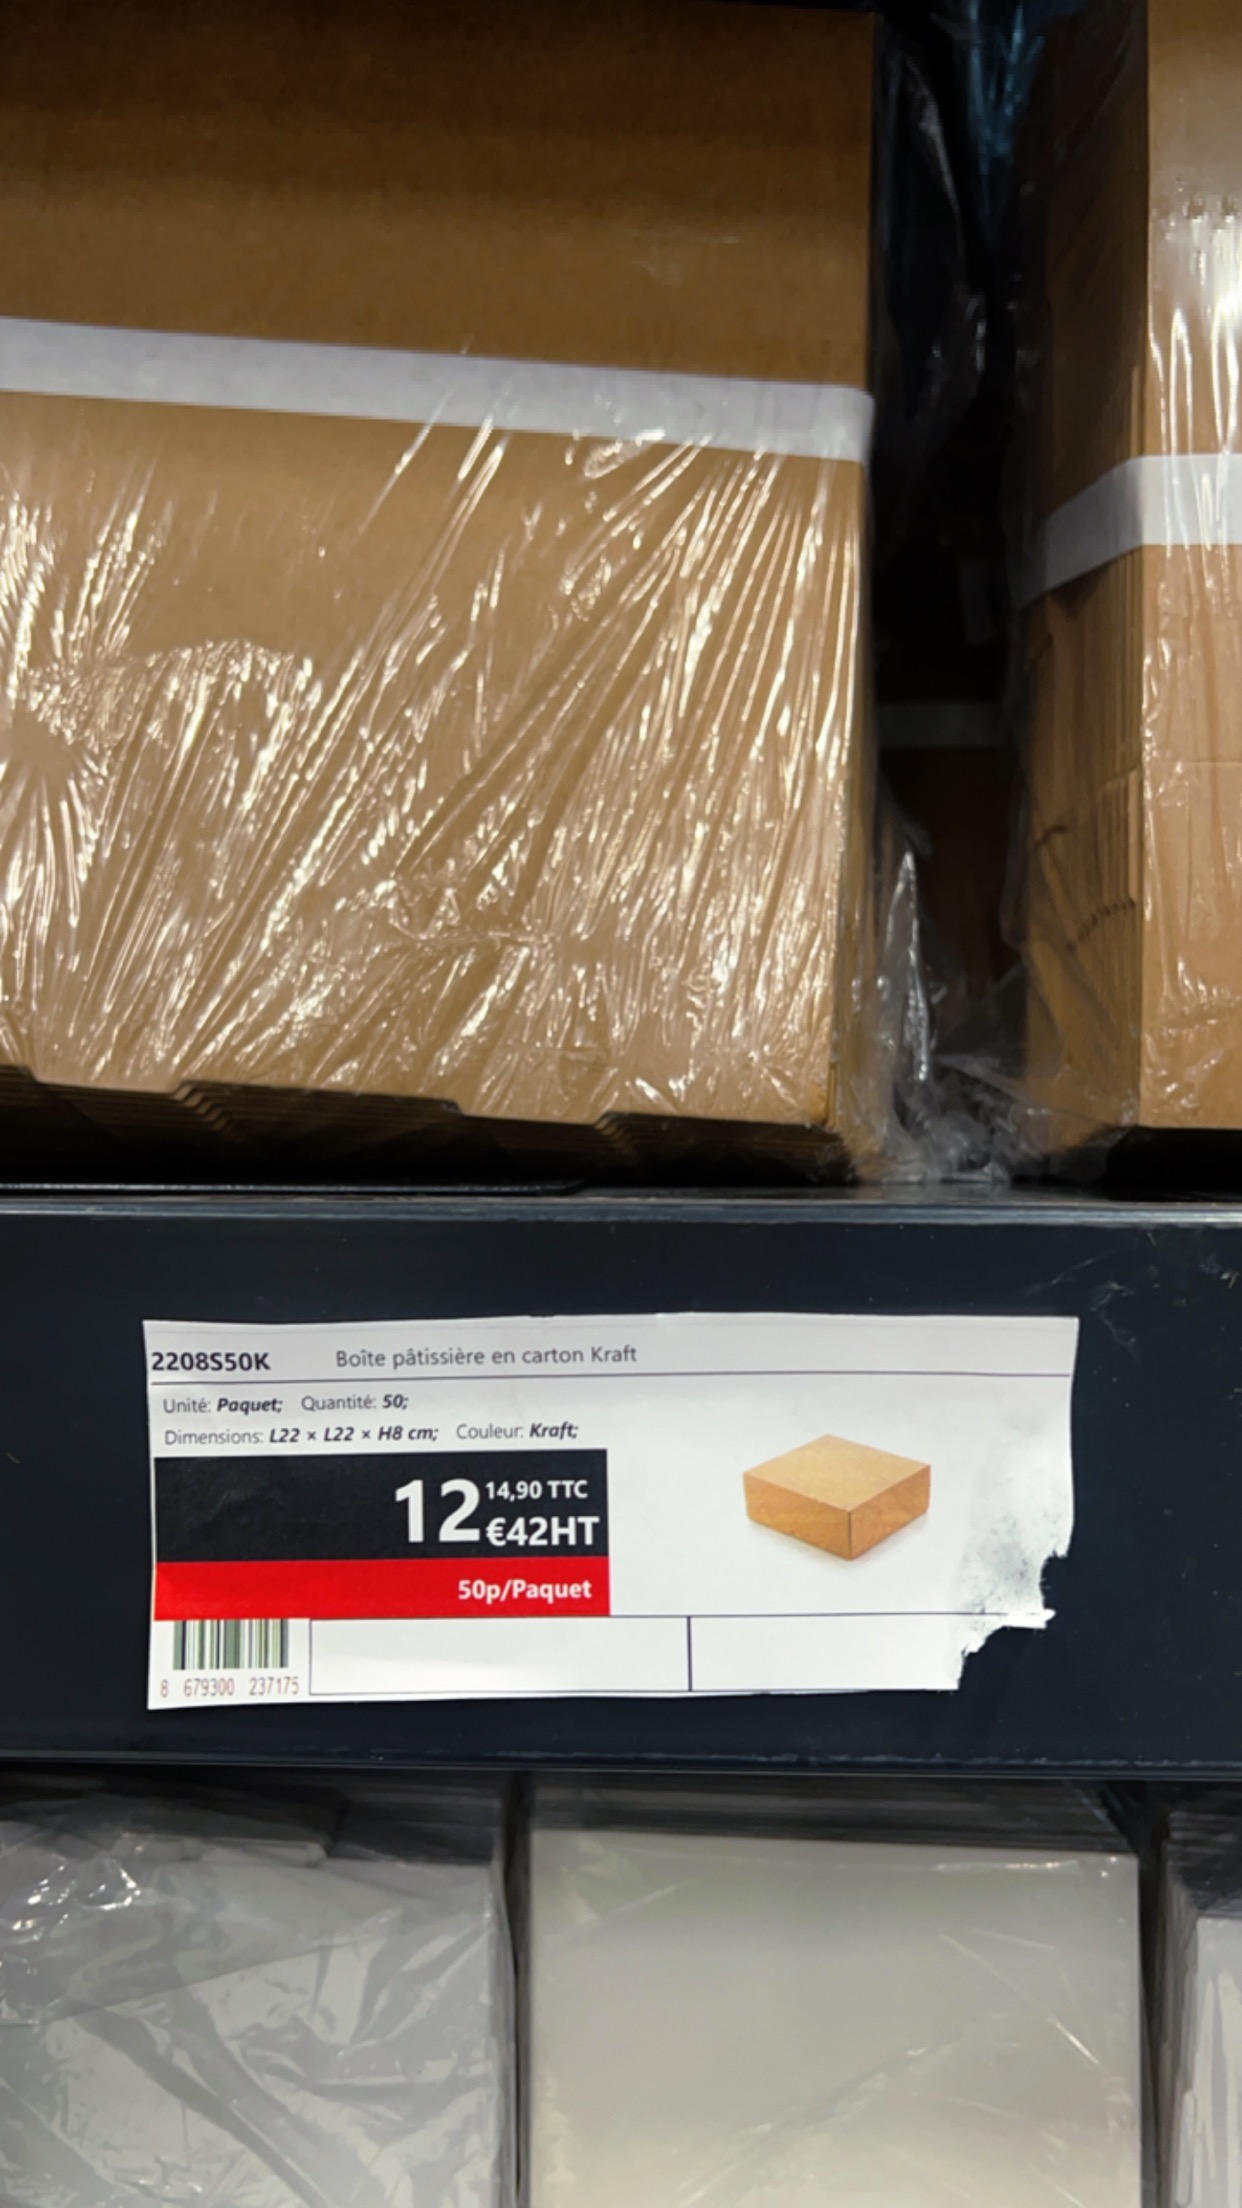 2208S50K Boîte pâtissière en carton Kraft
Unité: Paquet; Quantité: 50;
Dimensions: L22 × L22 × H8 cm; Couleur: Kraft;
12 €42HT
14,90 TTC
50p/Paquet
8 679300 237175